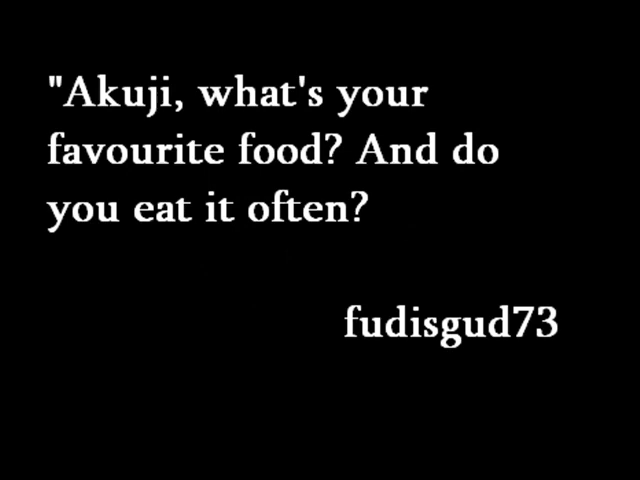 "Akuji, what's your
favourite food? And do
you eat it often?
fudisgud73